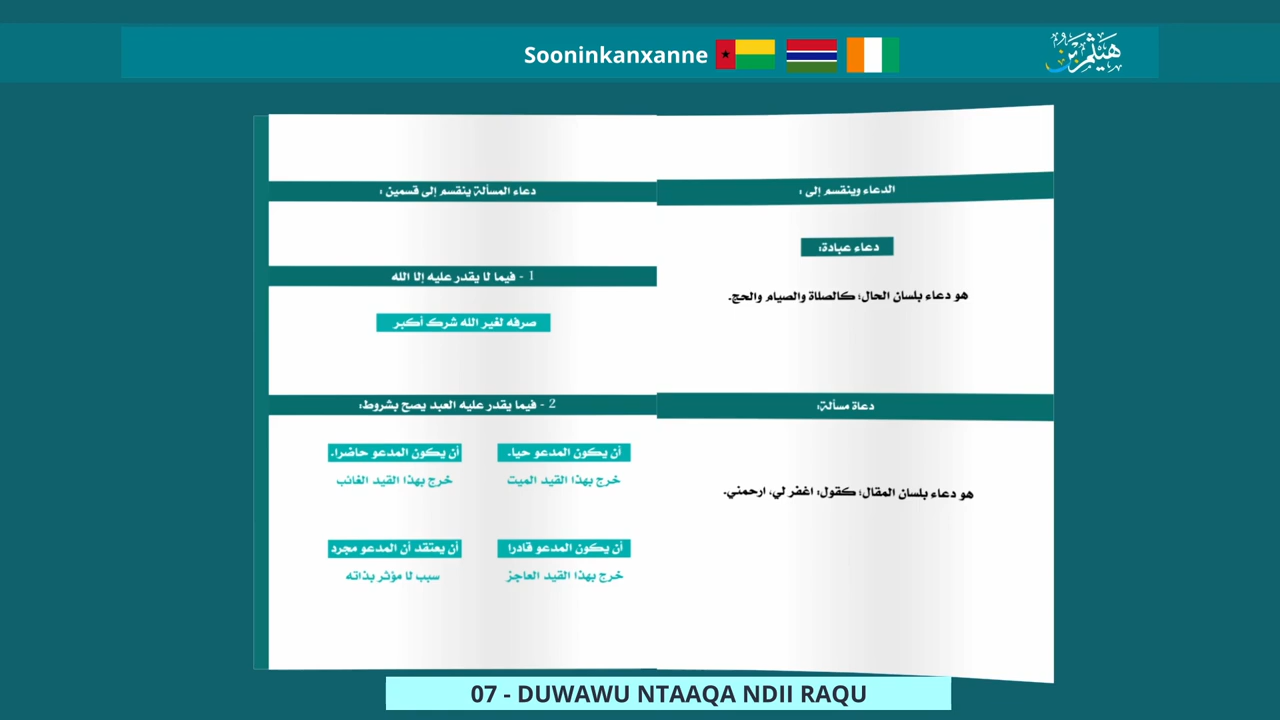 Sooninkanxanne
هيثم بن
الدعاء وينقسم إلى :
دعاء عبادة:
هو دعاء بلسان الحال؛ كالصلاة والصيام والحج.
دعاة مسألة:
هو دعاء بلسان المقال؛ كقول: اغفر لي، ارحمني.
دعاء المسألة ينقسم إلى قسمين :
1 - فيما لا يقدر عليه إلا الله
صرفه لغير الله شرك أكبر
2 - فيما يقدر عليه العبد يصح بشروط:
أن يكون المدعو حيا.
خرج بهذا القيد الميت
أن يكون المدعو حاضرا.
خرج بهذا القيد الغائب
أن يكون المدعو قادرا
خرج بهذا القيد العاجز
أن يعتقد أن المدعو مجرد
سبب لا مؤثر بذاته
07 - DUWAWU NTAAQA NDII RAQU